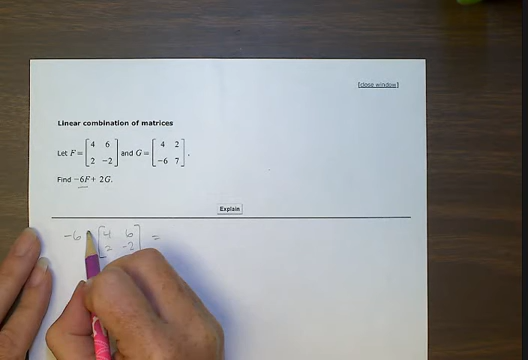 [close window]
Linear combination of matrices
Let F = [4 6
2 −2] and G = [4 2
−6 7].
Find −6F + 2G.
Explain
-6 [4 6
2 -2] =